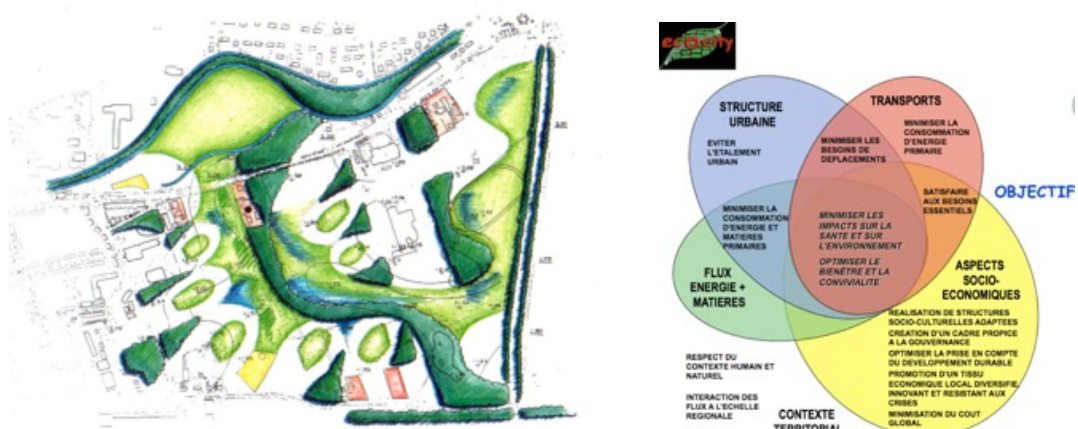 ecocity
STRUCTURE
URBAINE
TRANSPORTS
EVITER
L'ETALEMENT
URBAIN
MINIMISER LES
BESOINS DE
DEPLACEMENTS
MINIMISER LA
CONSOMMATION
D'ENERGIE
PRIMAIRE
OBJECTIF
SATISFAIRE
AUX BESOINS
ESSENTIELS
MINIMISER LA
CONSOMMATION
D'ENERGIE ET
MATIERES
PRIMAIRES
MINIMISER LES
IMPACTS SUR LA
SANTE ET SUR
L'ENVIRONNEMENT
OPTIMISER LE
BIENÊTRE ET LA
CONVIVIALITE
FLUX
ENERGIE +
MATIERES
ASPECTS
SOCIO-
ECONOMIQUES
REALISATION DE STRUCTURES
SOCIO-CULTURELLES ADAPTEES
CREATION D'UN CADRE PROPICE
A LA GOUVERNANCE
OPTIMISER LA PRISE EN COMPTE
DU DEVELOPPEMENT DURABLE
PROMOTION D'UN TISSU
ECONOMIQUE LOCAL DIVERSIFIE,
INNOVANT ET RESISTANT AUX
CRISES
MINIMISATION DU COUT
GLOBAL
RESPECT DU
CONTEXTE HUMAIN ET
NATUREL
INTERACTION DES
FLUX A L'ECHELLE
REGIONALE
CONTEXTE
TERRITORIAL